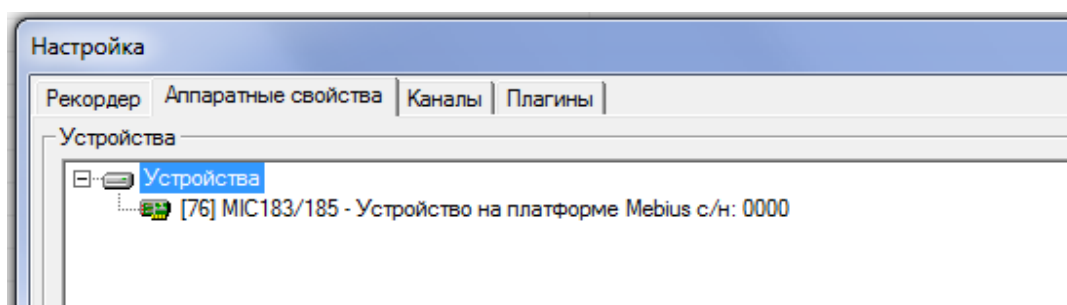 Настройка
Рекордер Аппаратные свойства Каналы Плагины
Устройства
Устройства
[76] MIC183/185 - Устройство на платформе Mebius с/н: 0000